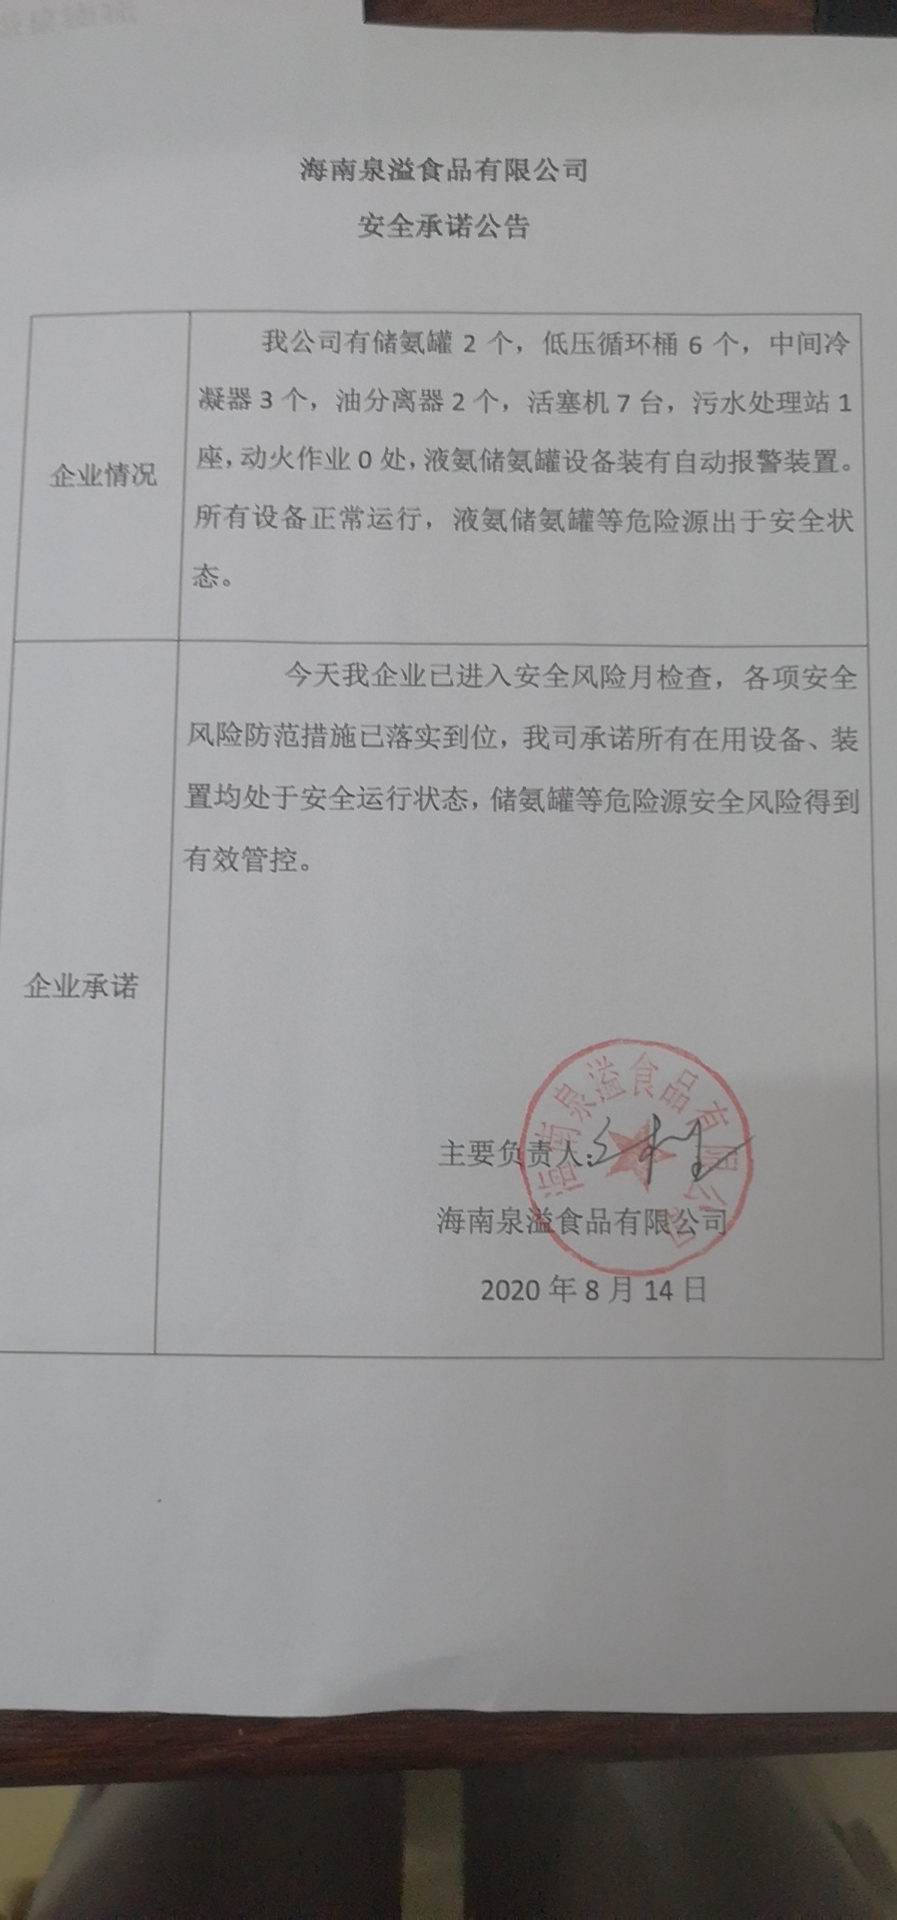 海南泉溢食品有限公司
安全承诺公告
企业情况
我公司有储氨罐 2 个，低压循环桶 6 个，中间冷
凝器 3 个，油分离器 2 个，活塞机 7 台，污水处理站 1
座，动火作业 0 处，液氨储氨罐设备装有自动报警装置。
所有设备正常运行，液氨储氨罐等危险源出于安全状
态。
企业承诺
今天我企业已进入安全风险月检查，各项安全
风险防范措施已落实到位，我司承诺所有在用设备、装
置均处于安全运行状态，储氨罐等危险源安全风险得到
有效管控。
主要负责人：
海南泉溢食品有限公司
海南泉溢食品有限公司
2020 年 8 月 14 日